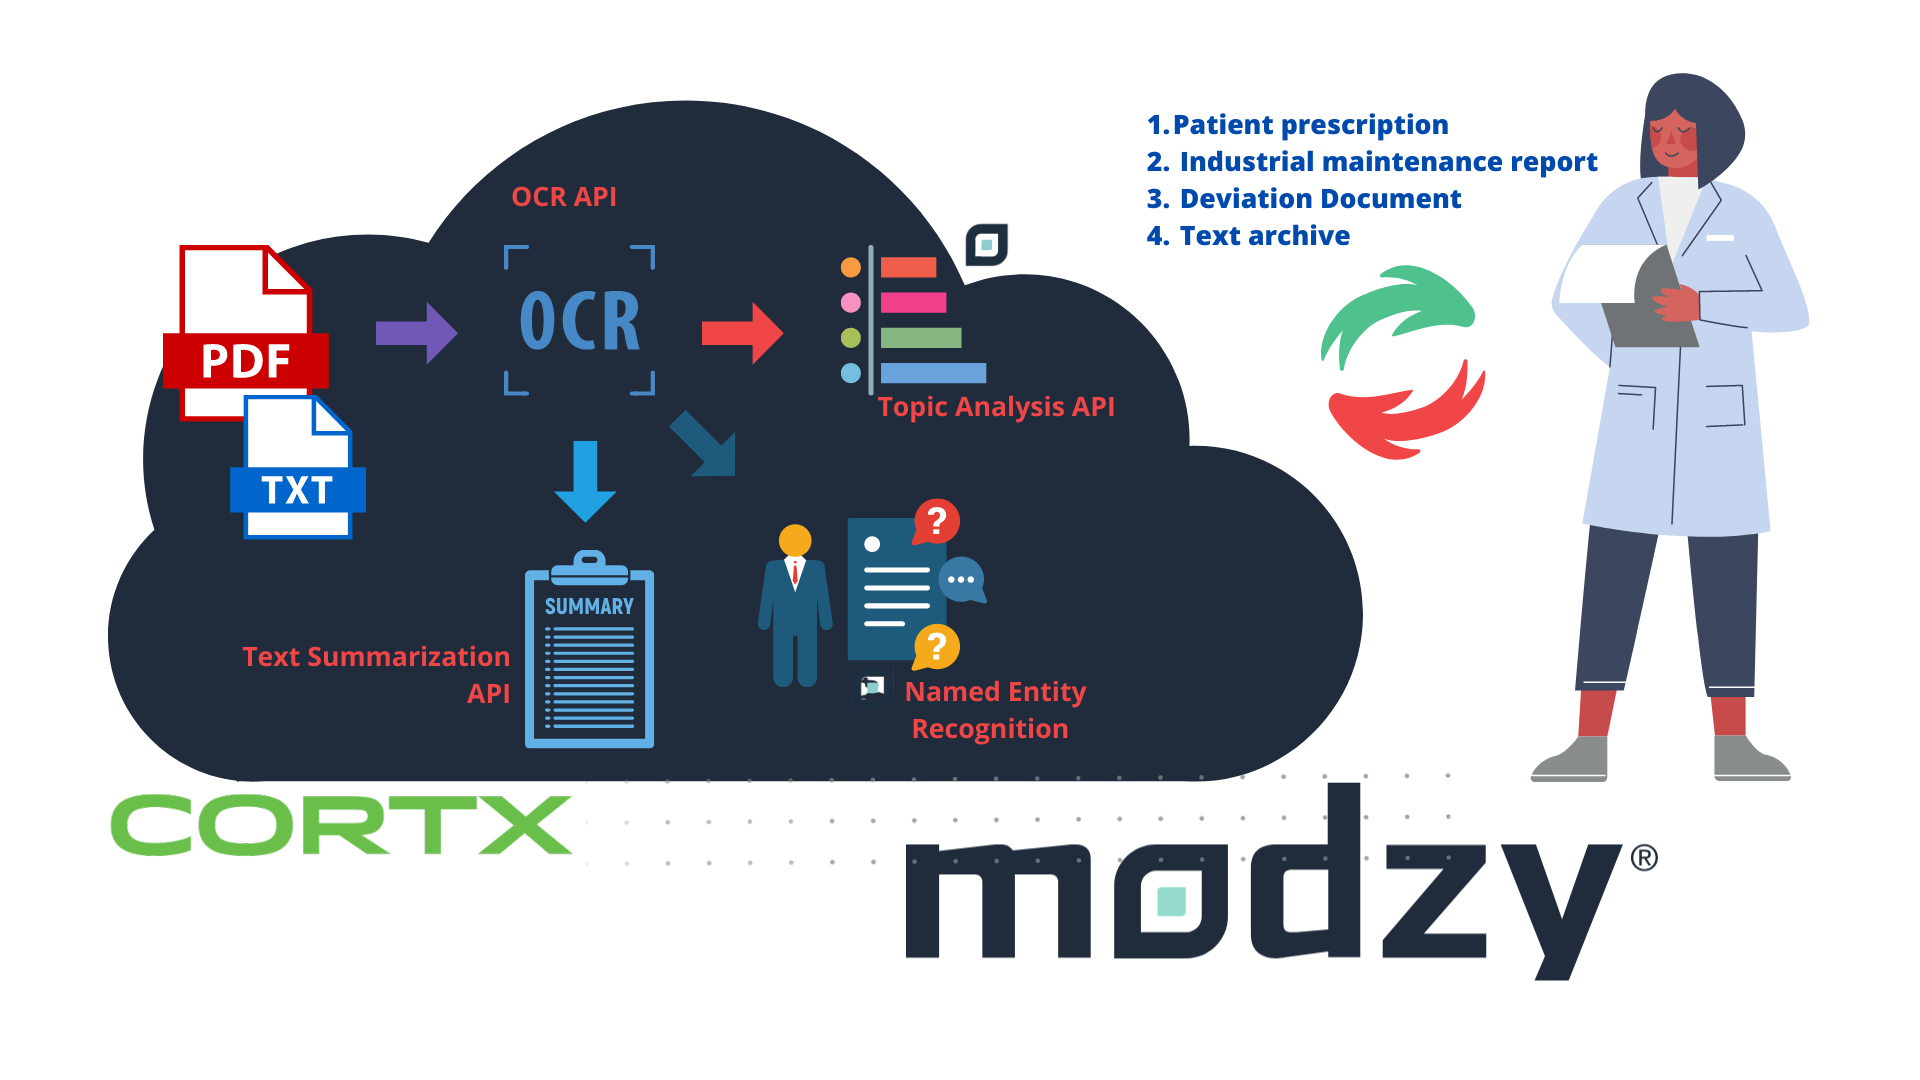 1. Patient prescription
2. Industrial maintenance report
3. Deviation Document
4. Text archive
OCR API
PDF
OCR
TXT
Topic Analysis API
?
?
SUMMARY
Text Summarization
API
Named Entity
Recognition
CORTX
modzy®